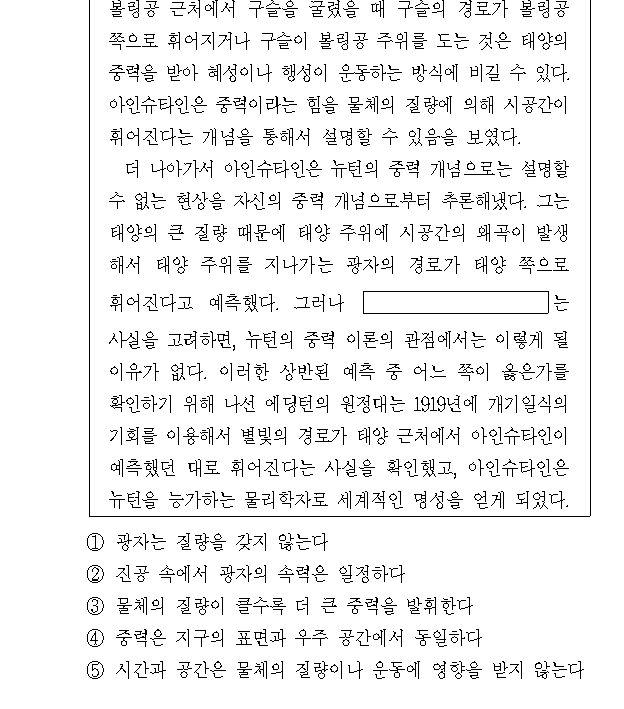 볼링공 근처에서 구슬을 굴렸을 때 구슬의 경로가 볼링공
쪽으로 휘어지거나 구슬이 볼링공 주위를 도는 것은 태양의
중력을 받아 혜성이나 행성이 운동하는 방식에 비길 수 있다.
아인슈타인은 중력이라는 힘을 물체의 질량에 의해 시공간이
휘어진다는 개념을 통해서 설명할 수 있음을 보였다.
더 나아가서 아인슈타인은 뉴턴의 중력 개념으로는 설명할
수 없는 현상을 자신의 중력 개념으로부터 추론해냈다. 그는
태양의 큰 질량 때문에 태양 주위에 시공간의 왜곡이 발생
해서 태양 주위를 지나가는 광자의 경로가 태양 쪽으로
휘어진다고 예측했다. 그러나 는
사실을 고려하면, 뉴턴의 중력 이론의 관점에서는 이렇게 될
이유가 없다. 이러한 상반된 예측 중 어느 쪽이 옳은가를
확인하기 위해 나선 에딩턴의 원정대는 1919년에 개기일식의
기회를 이용해서 별빛의 경로가 태양 근처에서 아인슈타인이
예측했던 대로 휘어진다는 사실을 확인했고, 아인슈타인은
뉴턴을 능가하는 물리학자로 세계적인 명성을 얻게 되었다.
① 광자는 질량을 갖지 않는다
② 진공 속에서 광자의 속력은 일정하다
③ 물체의 질량이 클수록 더 큰 중력을 발휘한다
④ 중력은 지구의 표면과 우주 공간에서 동일하다
⑤ 시간과 공간은 물체의 질량이나 운동에 영향을 받지 않는다